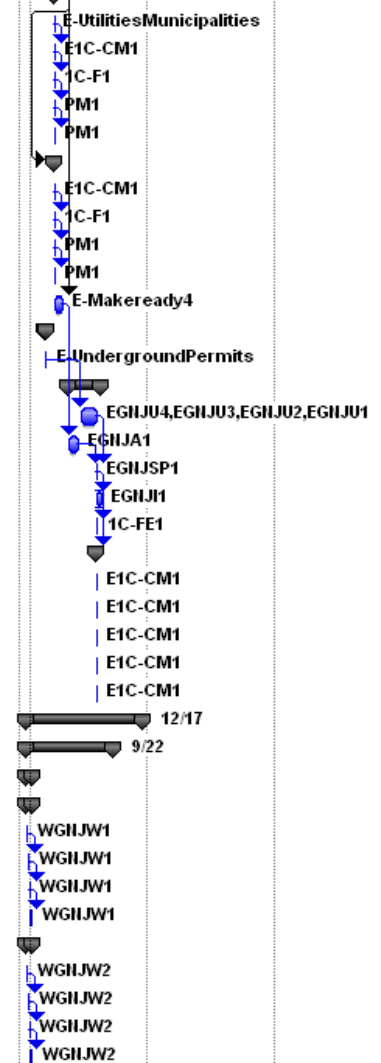 E-UtilitiesMunicipalities
E1C-CM1
1C-F1
PM1
PM1
E1C-CM1
1C-F1
PM1
PM1
E-Makeready4
E-UndergroundPermits
EGNJU4,EGNJU3,EGNJU2,EGNJU1
EGNJA1
EGNJSP1
EGNJI1
1C-FE1
E1C-CM1
E1C-CM1
E1C-CM1
E1C-CM1
E1C-CM1
12/17
9/22
WGNJW1
WGNJW1
WGNJW1
WGNJW1
WGNJW2
WGNJW2
WGNJW2
WGNJW2